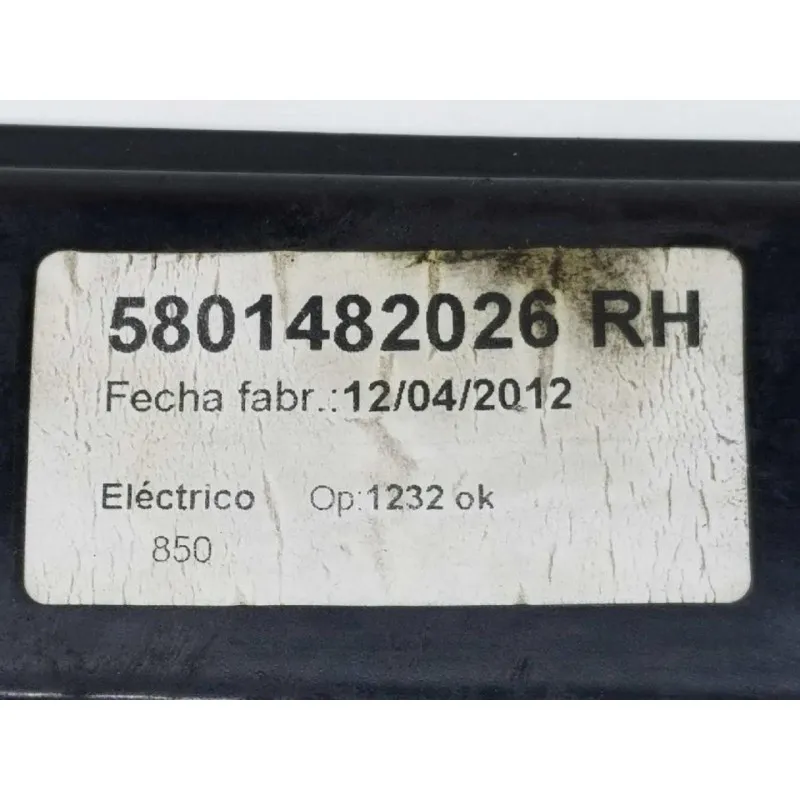 5801482026 RH
Fecha fabr.:12/04/2012
Eléctrico Op:1232 ok
850